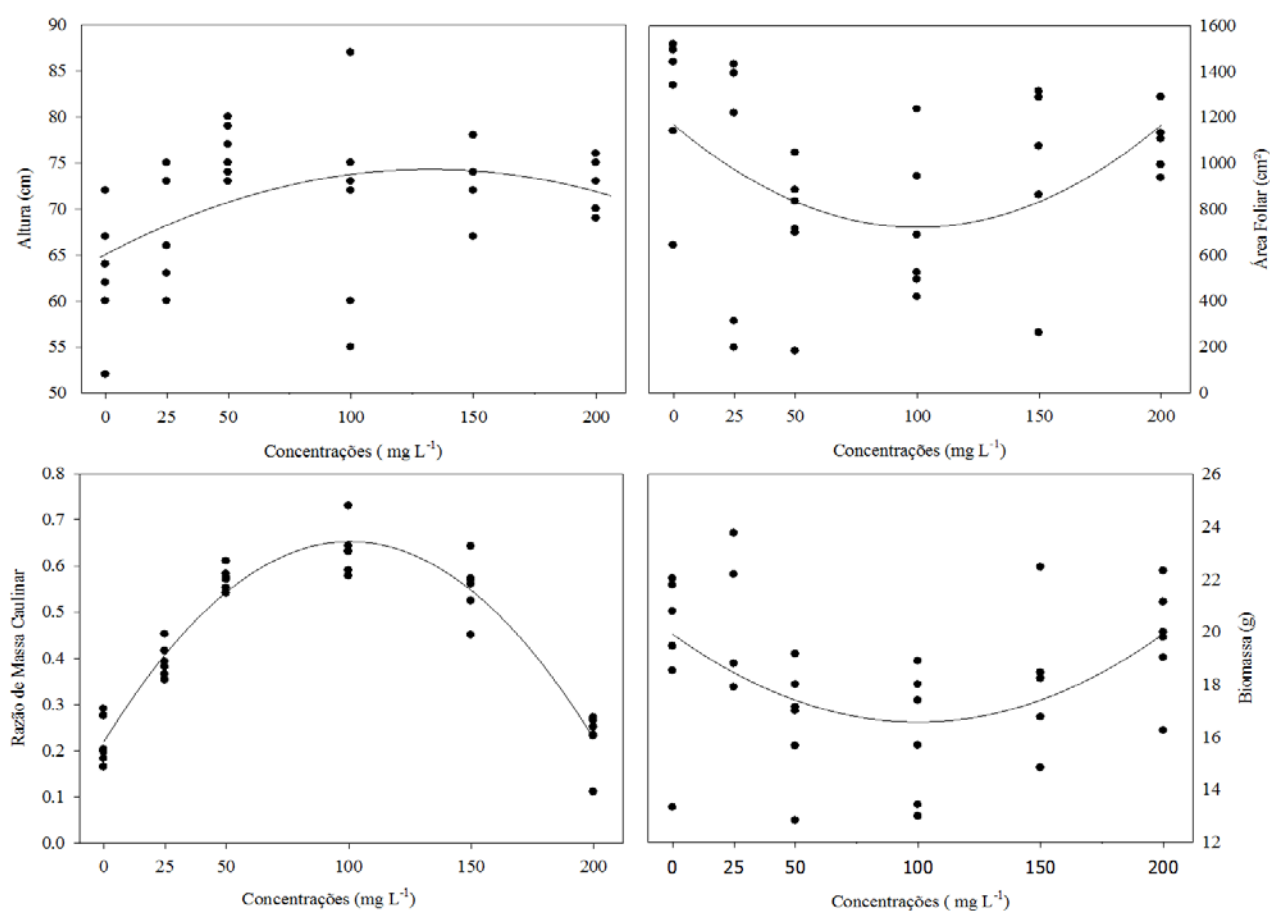 90
85
80
75
70
65
60
55
50
Altura (cm)
0 25 50 100 150 200
Concentrações ( mg L-1)
1600
1400
1200
1000
800
600
400
200
0
Área Foliar (cm²)
0 25 50 100 150 200
Concentrações (mg L-1)
0.8
0.7
0.6
0.5
0.4
0.3
0.2
0.1
0.0
Razão de Massa Caulinar
0 25 50 100 150 200
Concentrações (mg L-1)
26
24
22
20
18
16
14
12
Biomassa (g)
0 25 50 100 150 200
Concentrações ( mg L-1)